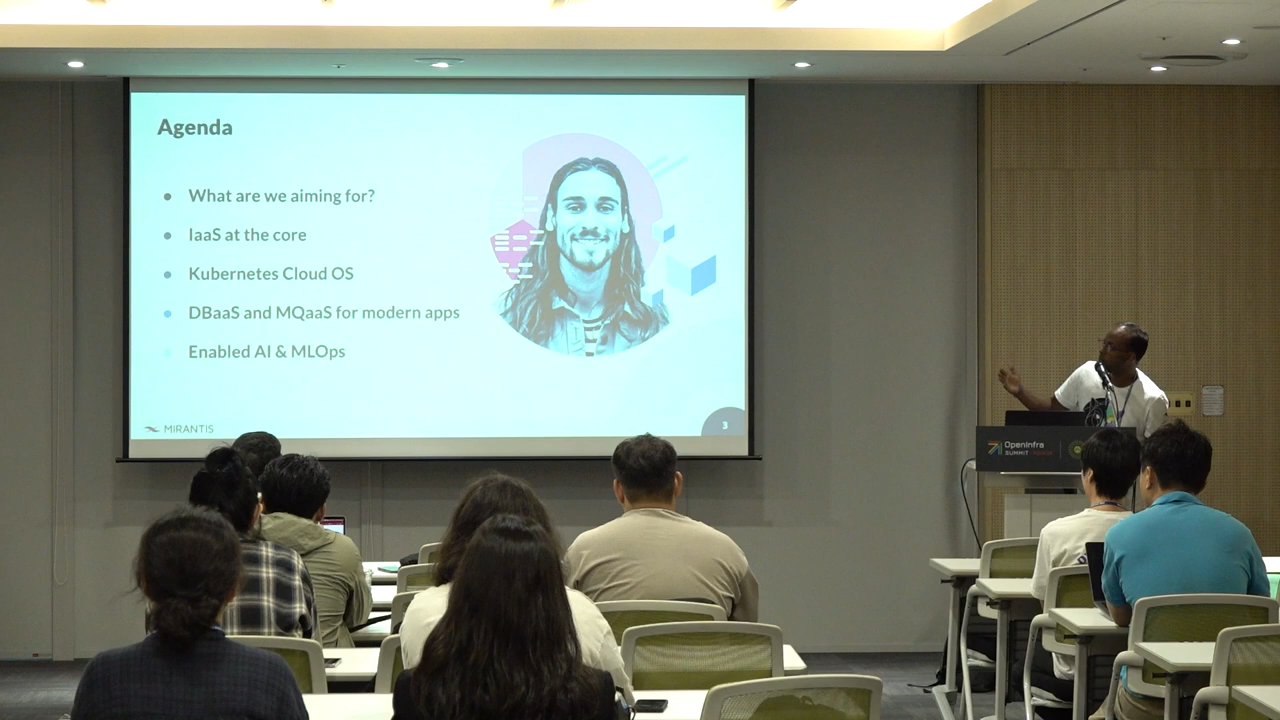 Agenda
• What are we aiming for?
• IaaS at the core
• Kubernetes Cloud OS
• DBaaS and MQaaS for modern apps
• Enabled AI & MLOps
MIRANTIS
3
OpenInfra
SUMMIT